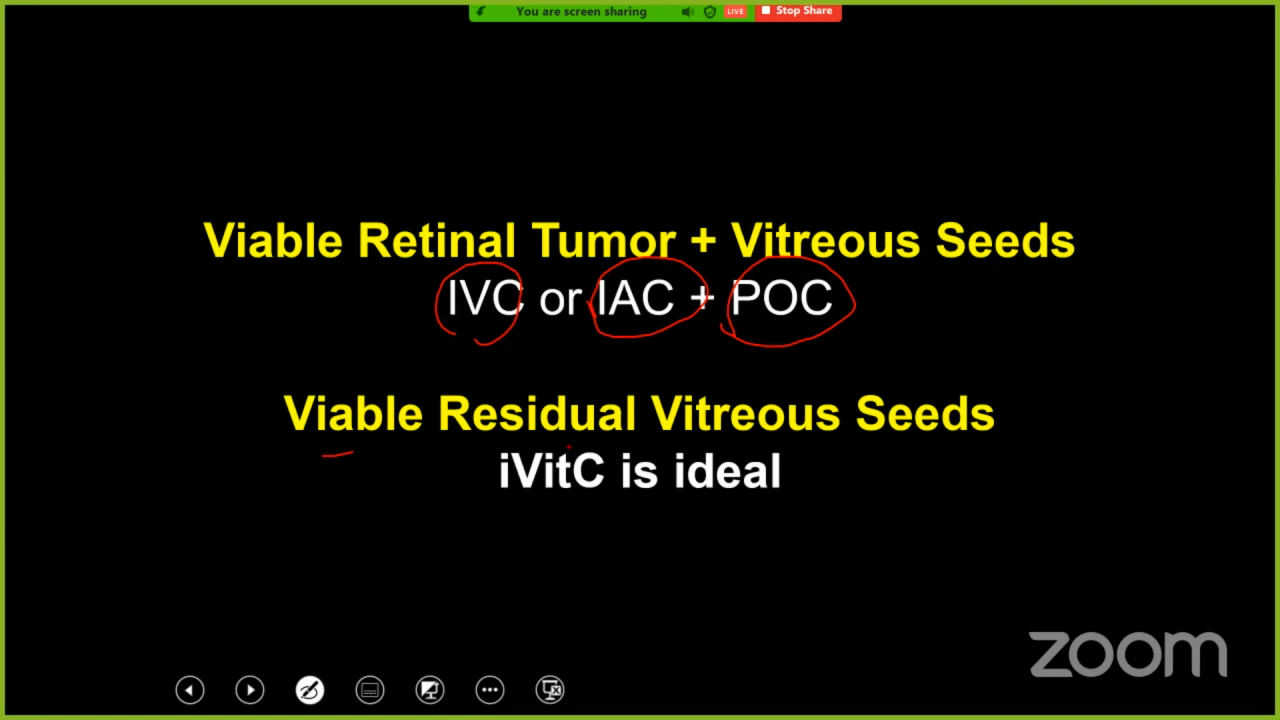 You are screen sharing LIVE Stop Share
Viable Retinal Tumor + Vitreous Seeds
IVC or IAC + POC
Viable Residual Vitreous Seeds
iVitC is ideal
zoom